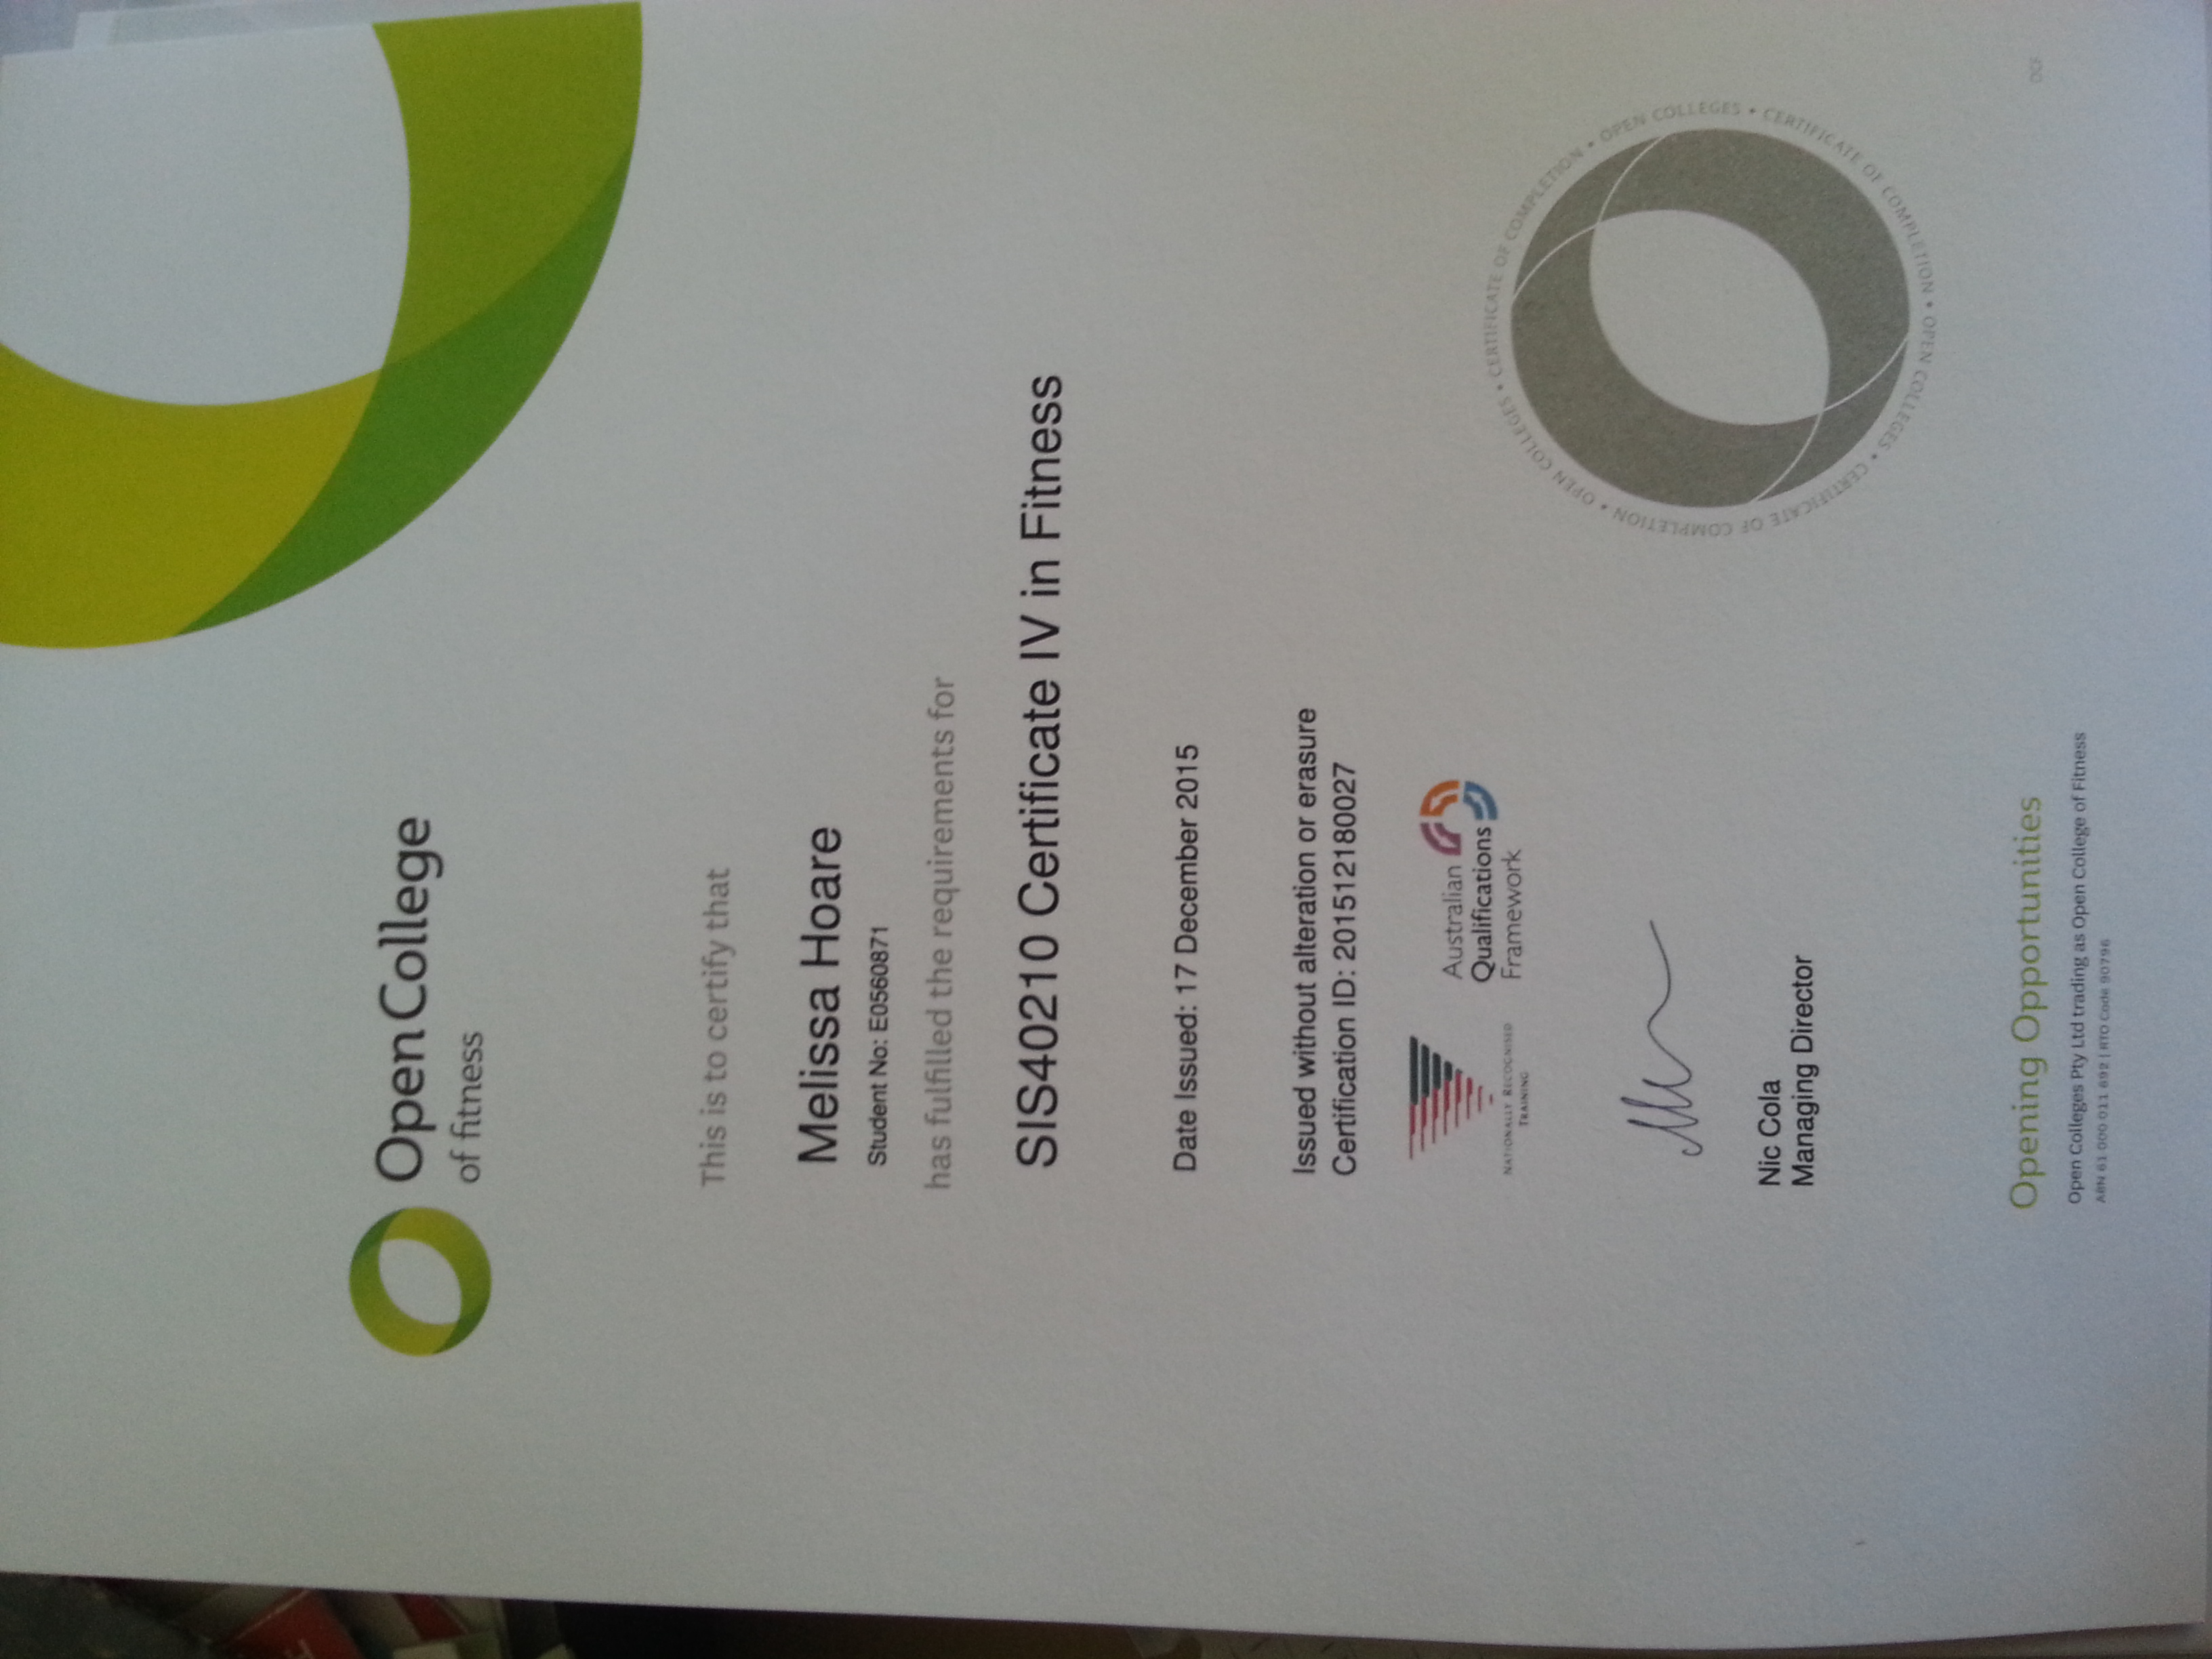 Open College
of fitness
This is to certify that
Melissa Hoare
Student No: E0560871
has fulfilled the requirements for
SIS40210 Certificate IV in Fitness
Date Issued: 17 December 2015
Issued without alteration or erasure
Certification ID: 201512180027
NATIONALLY RECOGNISED
TRAINING
Australian
Qualifications
Framework
Nic Cola
Managing Director
OPEN COLLEGES • CERTIFICATE OF COMPLETION • OPEN COLLEGES • CERTIFICATE OF COMPLETION • OPEN COLLEGES • CERTIFICATE OF COMPLETION •
Opening Opportunities
Open Colleges Pty Ltd trading as Open College of Fitness
ABN 61 000 011 692 | RTO Code 90796
OCF